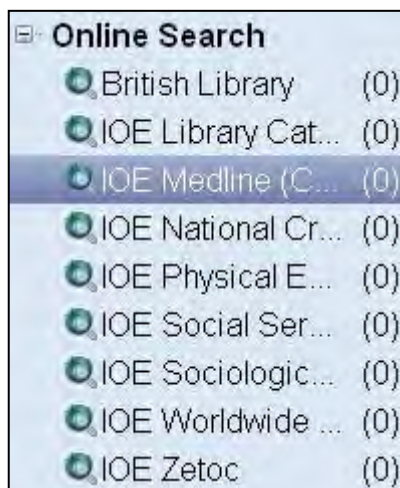 Online Search
British Library (0)
IOE Library Cat... (0)
IOE Medline (C... (0)
IOE National Cr... (0)
IOE Physical E... (0)
IOE Social Ser... (0)
IOE Sociologic... (0)
IOE Worldwide ... (0)
IOE Zetoc (0)